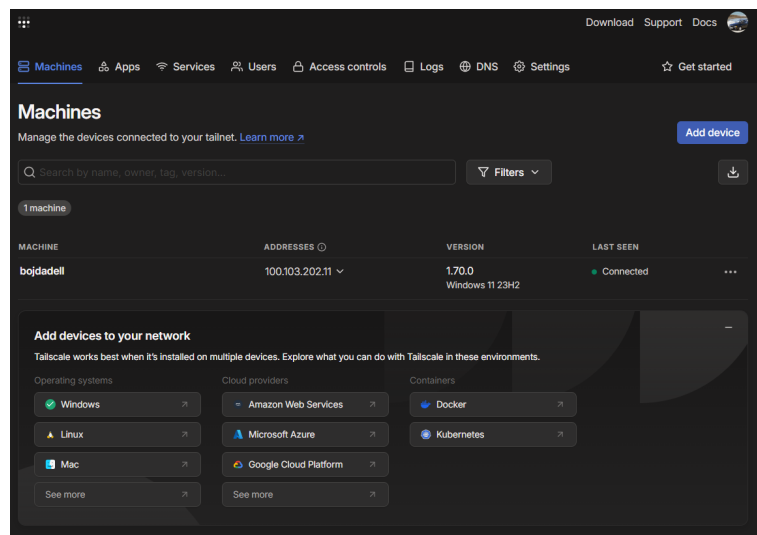 Download Support Docs
Machines Apps Services Users Access controls Logs DNS Settings Get started
Machines
Manage the devices connected to your tailnet. Learn more ↗
Add device
Search by name, owner, tag, version...
Filters
1 machine
MACHINE ADDRESSES VERSION LAST SEEN
bojdadell 100.103.202.11 1.70.0 Connected
Windows 11 23H2
Add devices to your network
Tailscale works best when it's installed on multiple devices. Explore what you can do with Tailscale in these environments.
Operating systems Cloud providers Containers
Windows Amazon Web Services Docker
Linux Microsoft Azure Kubernetes
Mac Google Cloud Platform
See more See more